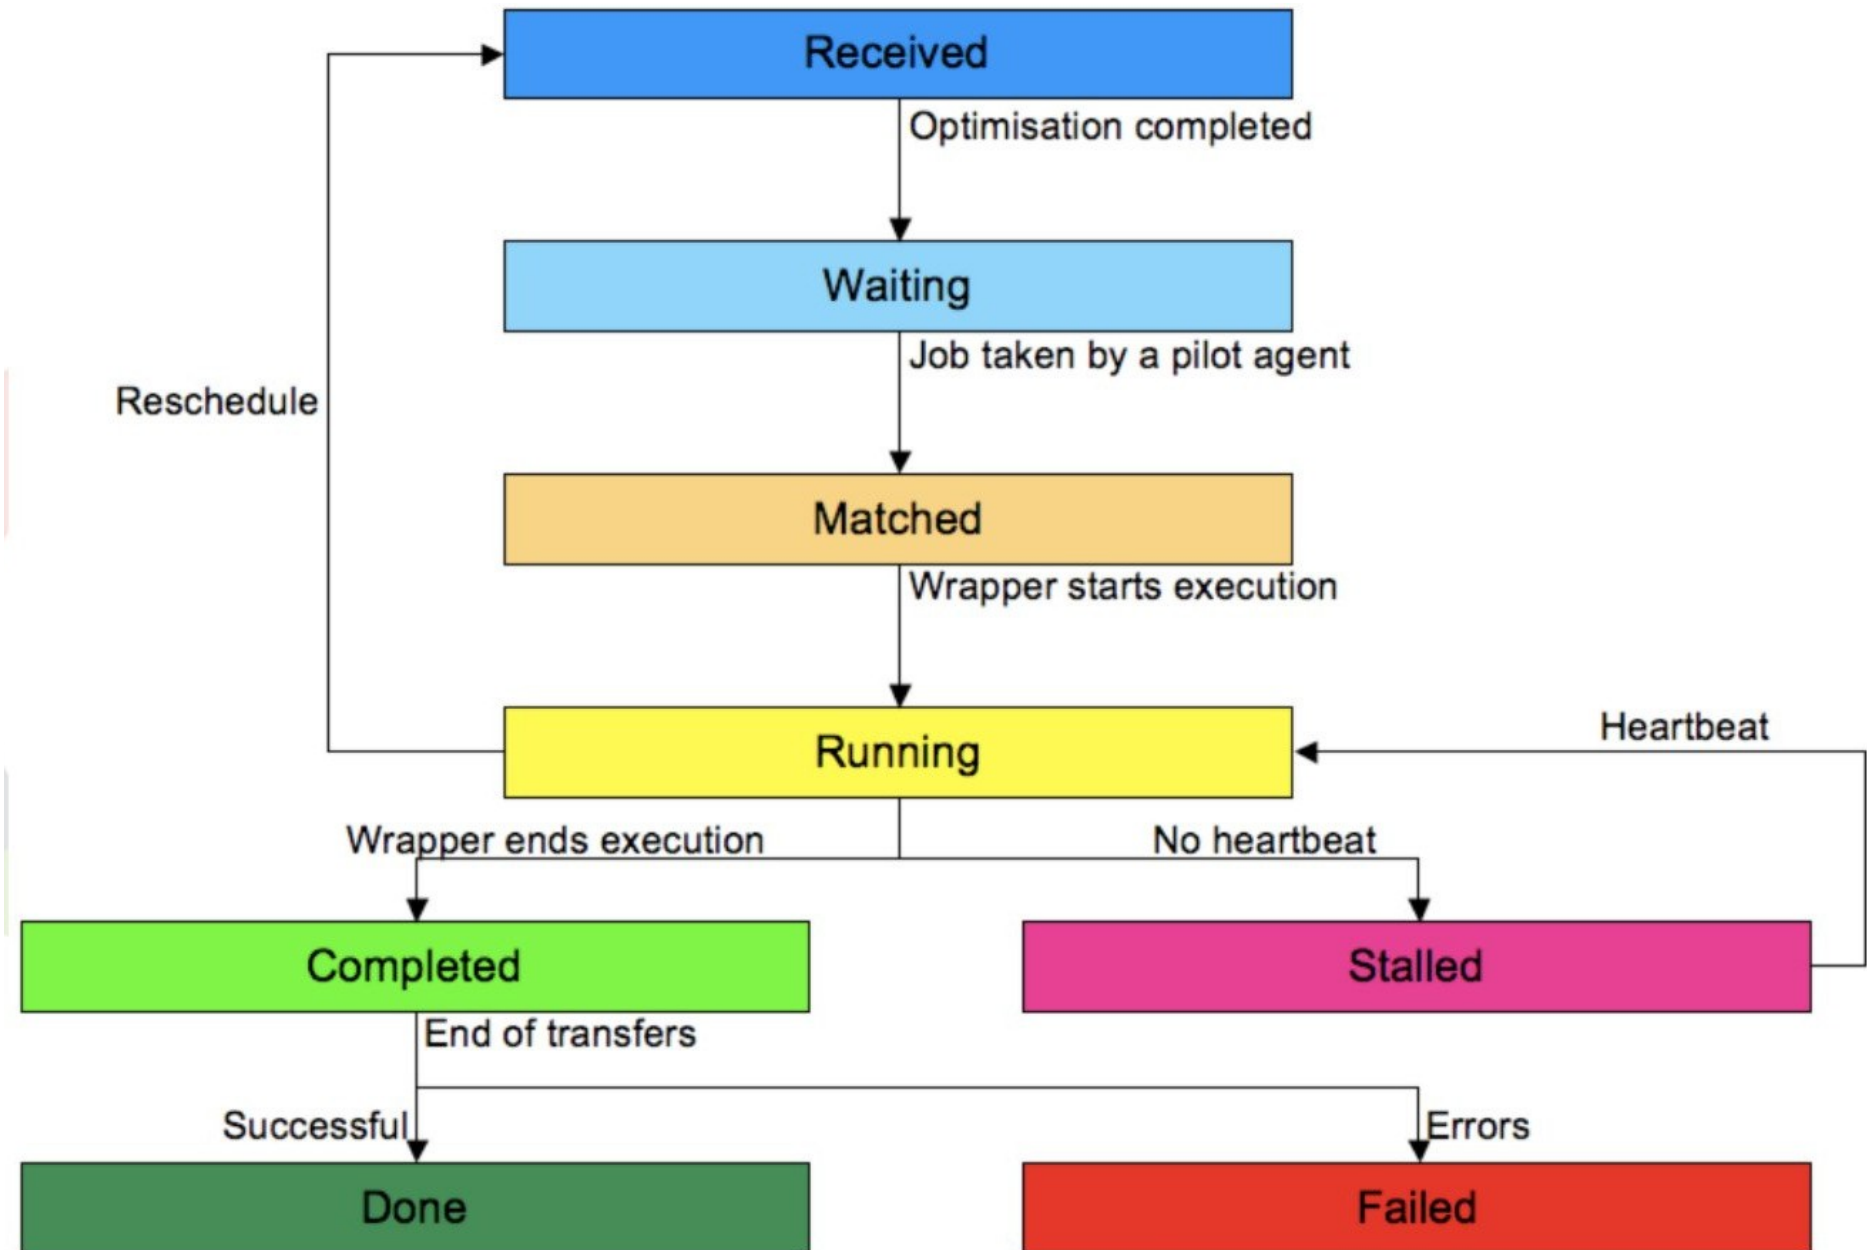 Received
Optimisation completed
Waiting
Job taken by a pilot agent
Reschedule
Matched
Wrapper starts execution
Running
Heartbeat
Wrapper ends execution
No heartbeat
Completed
Stalled
End of transfers
Successful
Errors
Done
Failed